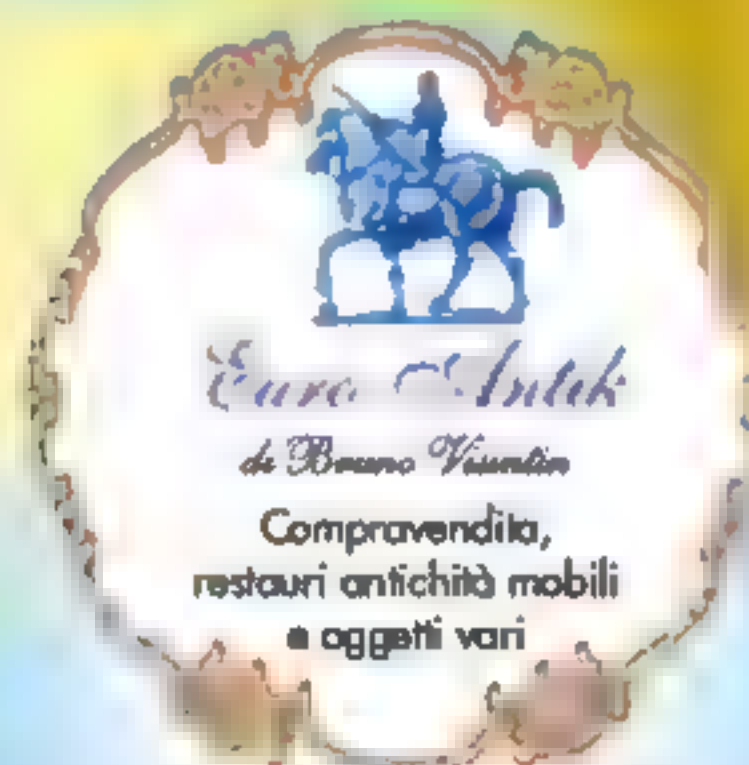 Euro Antik
di Bruno Visentin
Compravendita,
restauri antichità mobili
e oggetti vari